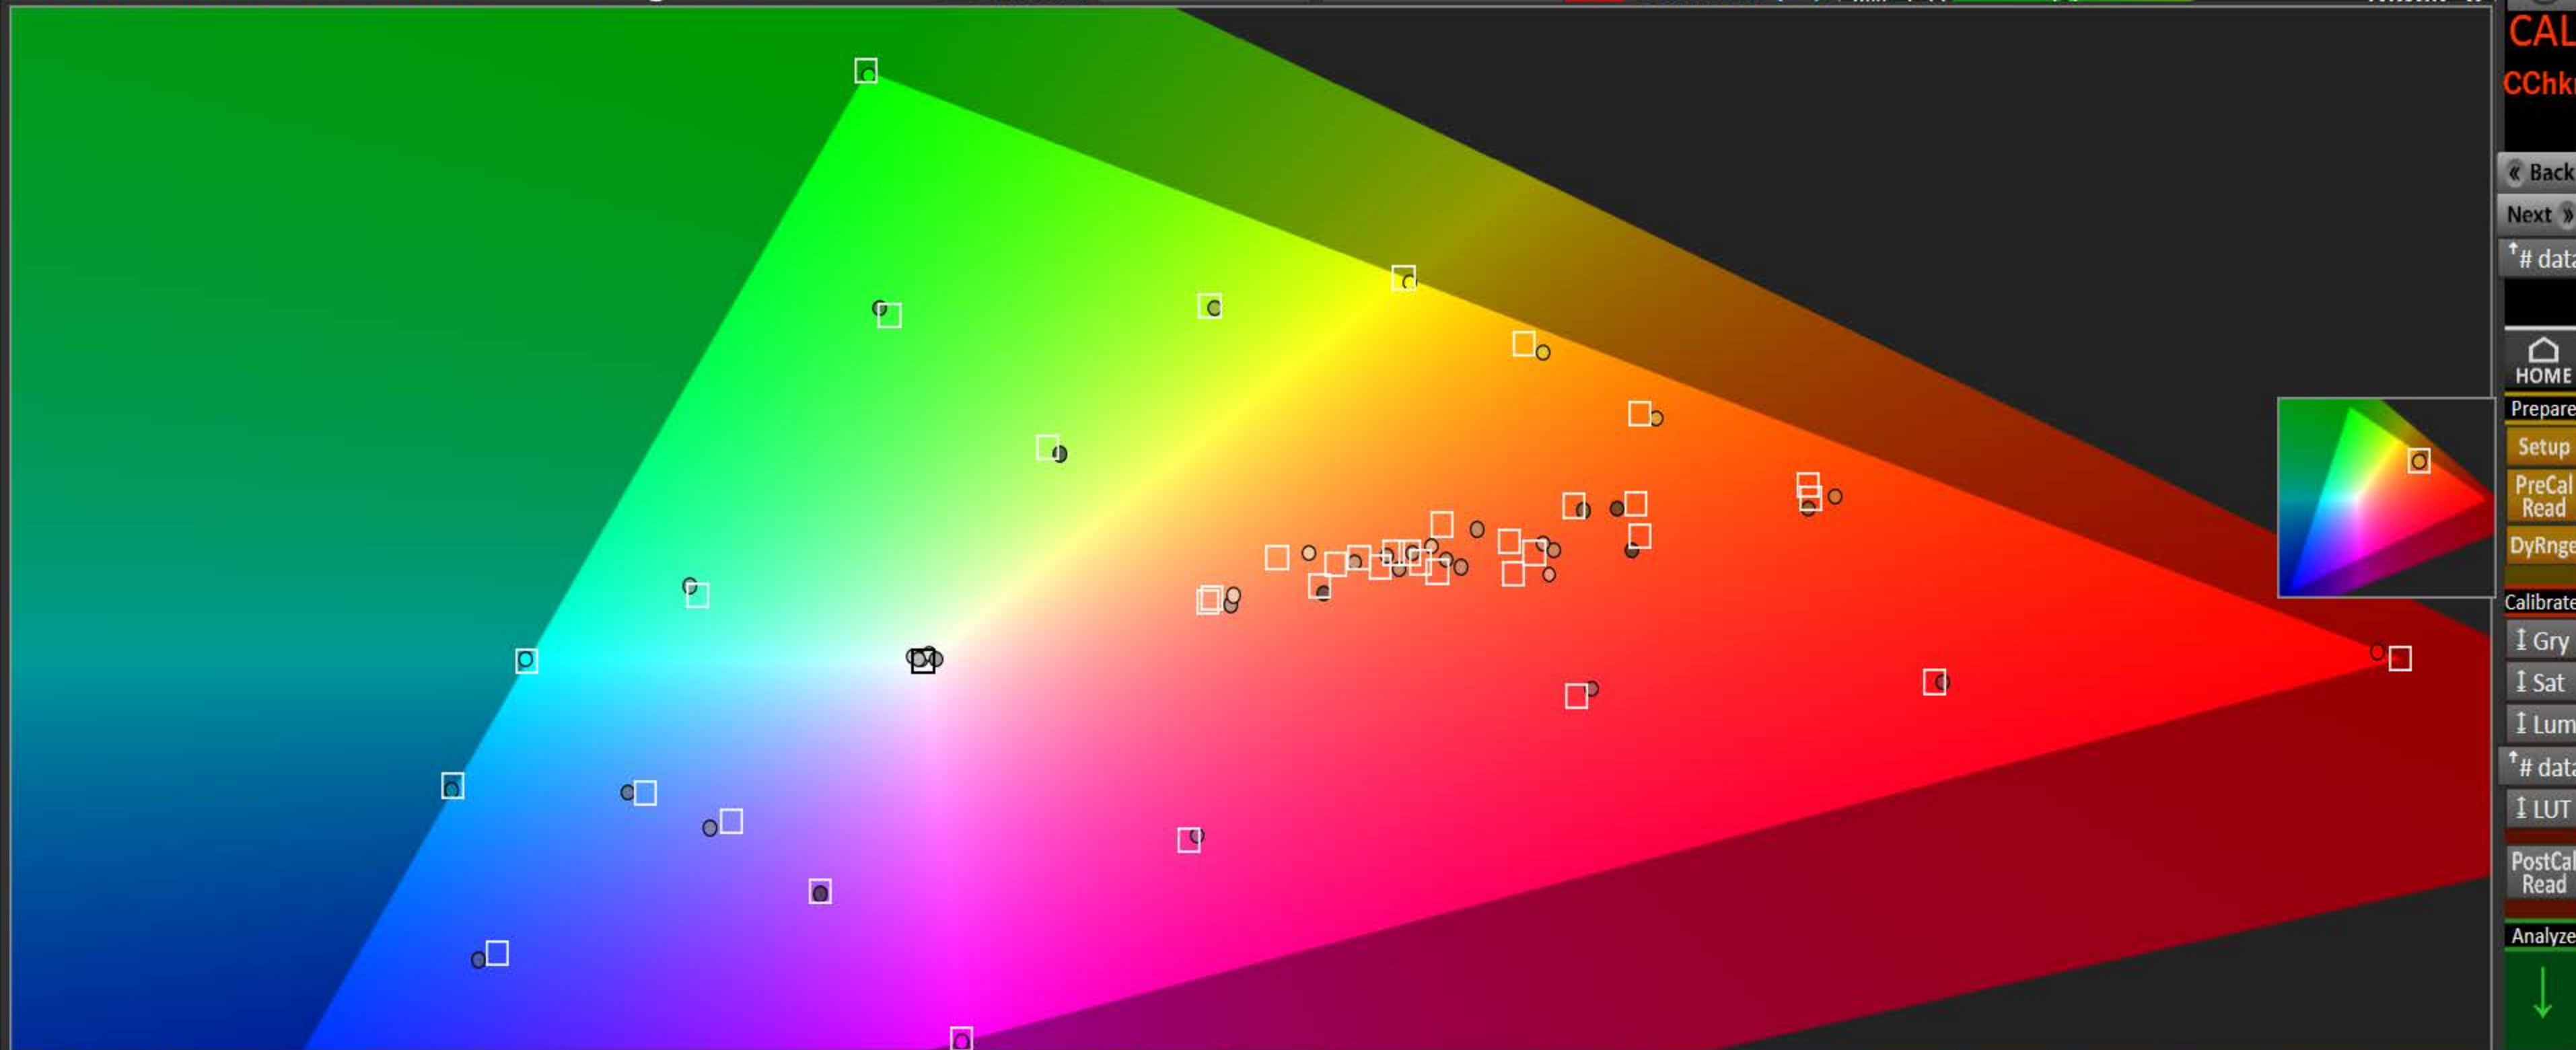 CAL
CChk
« Back
Next »
↑# data
HOME
Prepare
Setup
PreCal
Read
DyRnge
Calibrate
↕ Gry
↕ Sat
↕ Lum
↑# data
↕ LUT
PostCal
Read
Analyze